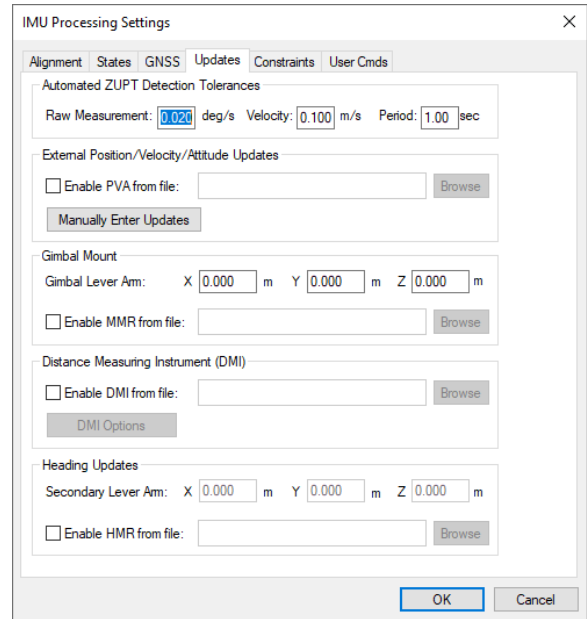 IMU Processing Settings
Alignment States GNSS Updates Constraints User Cmds
Automated ZUPT Detection Tolerances
Raw Measurement: 0.020 deg/s Velocity: 0.100 m/s Period: 1.00 sec
External Position/Velocity/Attitude Updates
Enable PVA from file: Browse
Manually Enter Updates
Gimbal Mount
Gimbal Lever Arm: X 0.000 m Y 0.000 m Z 0.000 m
Enable MMR from file: Browse
Distance Measuring Instrument (DMI)
Enable DMI from file: Browse
DMI Options
Heading Updates
Secondary Lever Arm: X 0.000 m Y 0.000 m Z 0.000 m
Enable HMR from file: Browse
OK Cancel